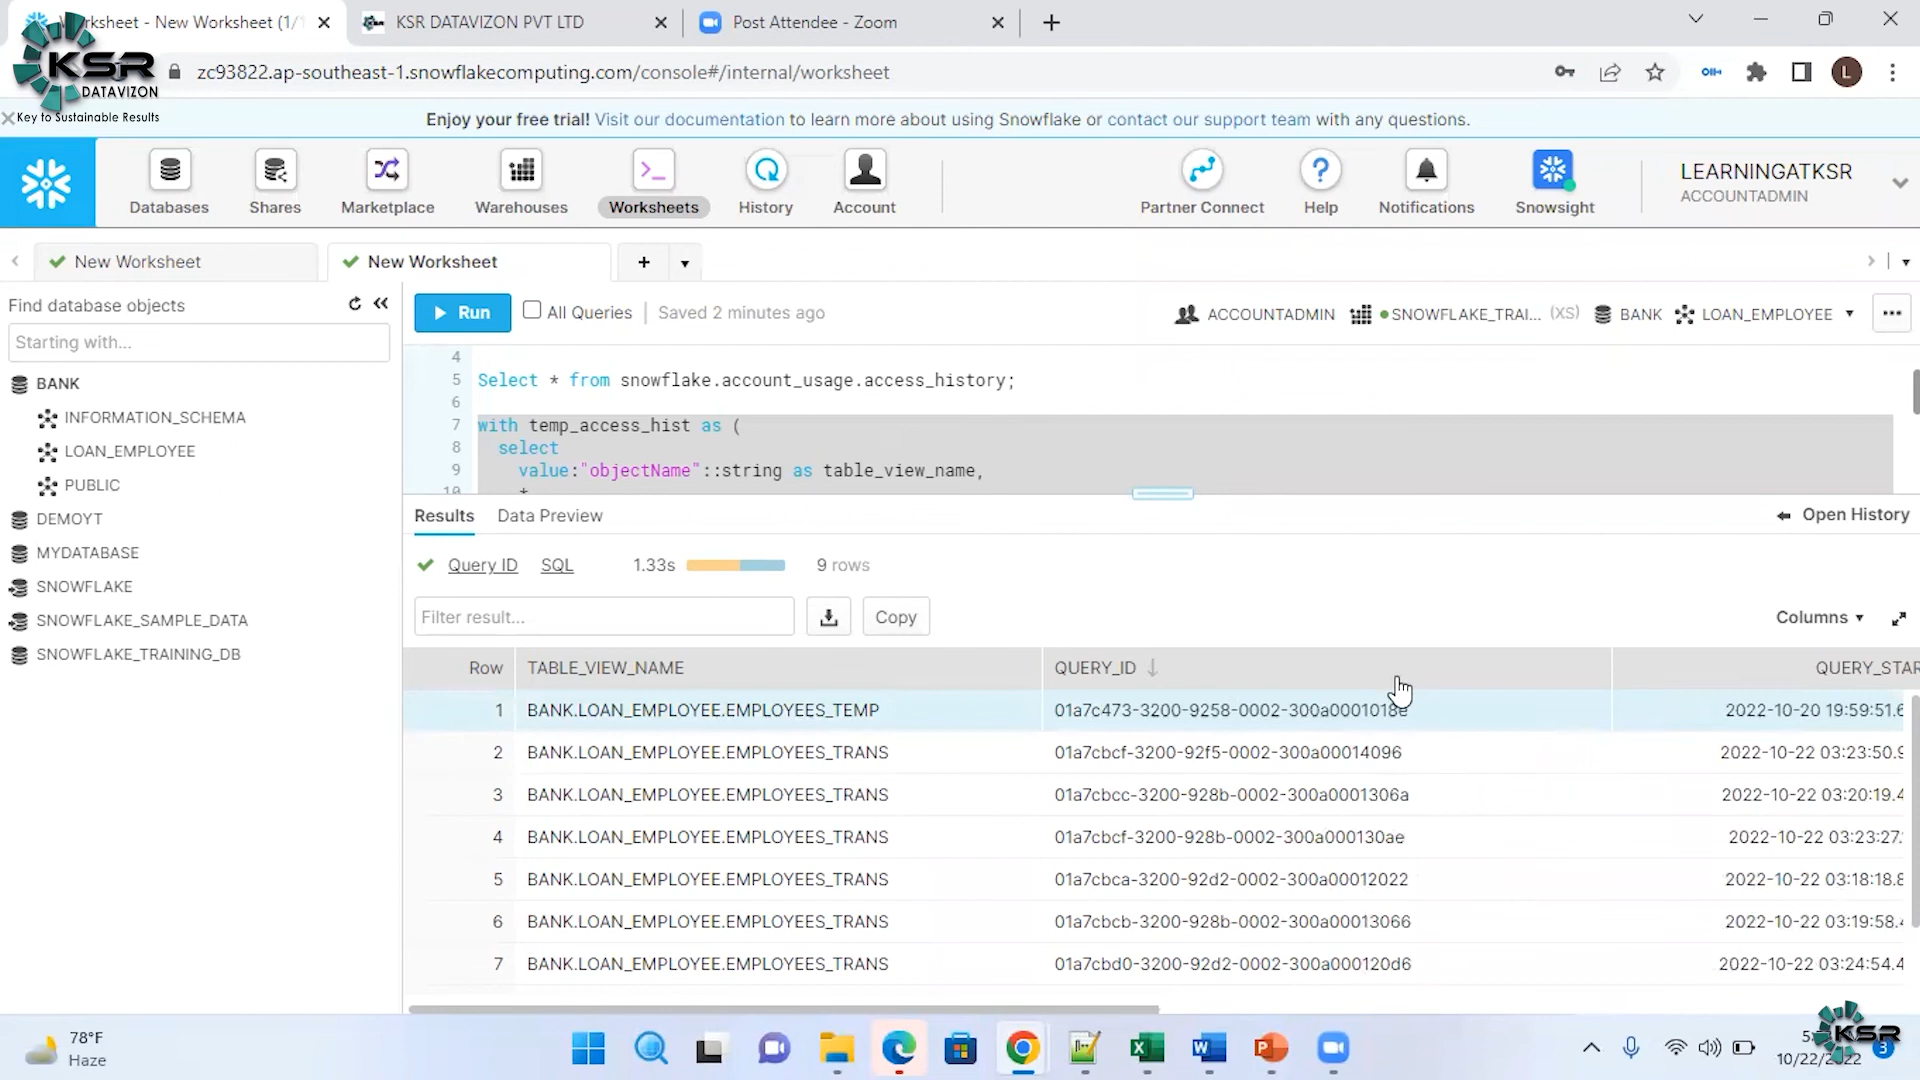 Worksheet - New Worksheet (1/1
KSR DATAVIZON PVT LTD
Post Attendee - Zoom
KSR
DATAVIZON
Key to Sustainable Results
zc93822.ap-southeast-1.snowflakecomputing.com/console#/internal/worksheet
L
Enjoy your free trial! Visit our documentation to learn more about using Snowflake or contact our support team with any questions.
Databases
Shares
Marketplace
Warehouses
Worksheets
History
Account
Partner Connect
Help
Notifications
Snowsight
LEARNINGATKSR
ACCOUNTADMIN
New Worksheet
New Worksheet
Find database objects
Starting with...
BANK
INFORMATION_SCHEMA
LOAN_EMPLOYEE
PUBLIC
DEMOYT
MYDATABASE
SNOWFLAKE
SNOWFLAKE_SAMPLE_DATA
SNOWFLAKE_TRAINING_DB
Run
All Queries
Saved 2 minutes ago
ACCOUNTADMIN
SNOWFLAKE_TRAI... (XS)
BANK
LOAN_EMPLOYEE
4
5 Select * from snowflake.account_usage.access_history;
6
7 with temp_access_hist as (
8 select
9 value:"objectName"::string as table_view_name,
10 *
Results
Data Preview
Open History
Query ID SQL 1.33s 9 rows
Filter result...
Copy
Columns
Row TABLE_VIEW_NAME QUERY_ID QUERY_STAR
1 BANK.LOAN_EMPLOYEE.EMPLOYEES_TEMP 01a7c473-3200-9258-0002-300a0001018e 2022-10-20 19:59:51.6
2 BANK.LOAN_EMPLOYEE.EMPLOYEES_TRANS 01a7cbcf-3200-92f5-0002-300a00014096 2022-10-22 03:23:50.9
3 BANK.LOAN_EMPLOYEE.EMPLOYEES_TRANS 01a7cbcc-3200-928b-0002-300a0001306a 2022-10-22 03:20:19.4
4 BANK.LOAN_EMPLOYEE.EMPLOYEES_TRANS 01a7cbcf-3200-928b-0002-300a000130ae 2022-10-22 03:23:27.
5 BANK.LOAN_EMPLOYEE.EMPLOYEES_TRANS 01a7cbca-3200-92d2-0002-300a00012022 2022-10-22 03:18:18.8
6 BANK.LOAN_EMPLOYEE.EMPLOYEES_TRANS 01a7cbcb-3200-928b-0002-300a00013066 2022-10-22 03:19:58.4
7 BANK.LOAN_EMPLOYEE.EMPLOYEES_TRANS 01a7cbd0-3200-92d2-0002-300a000120d6 2022-10-22 03:24:54.4
78°F
Haze
10/22/2022
3
KSR